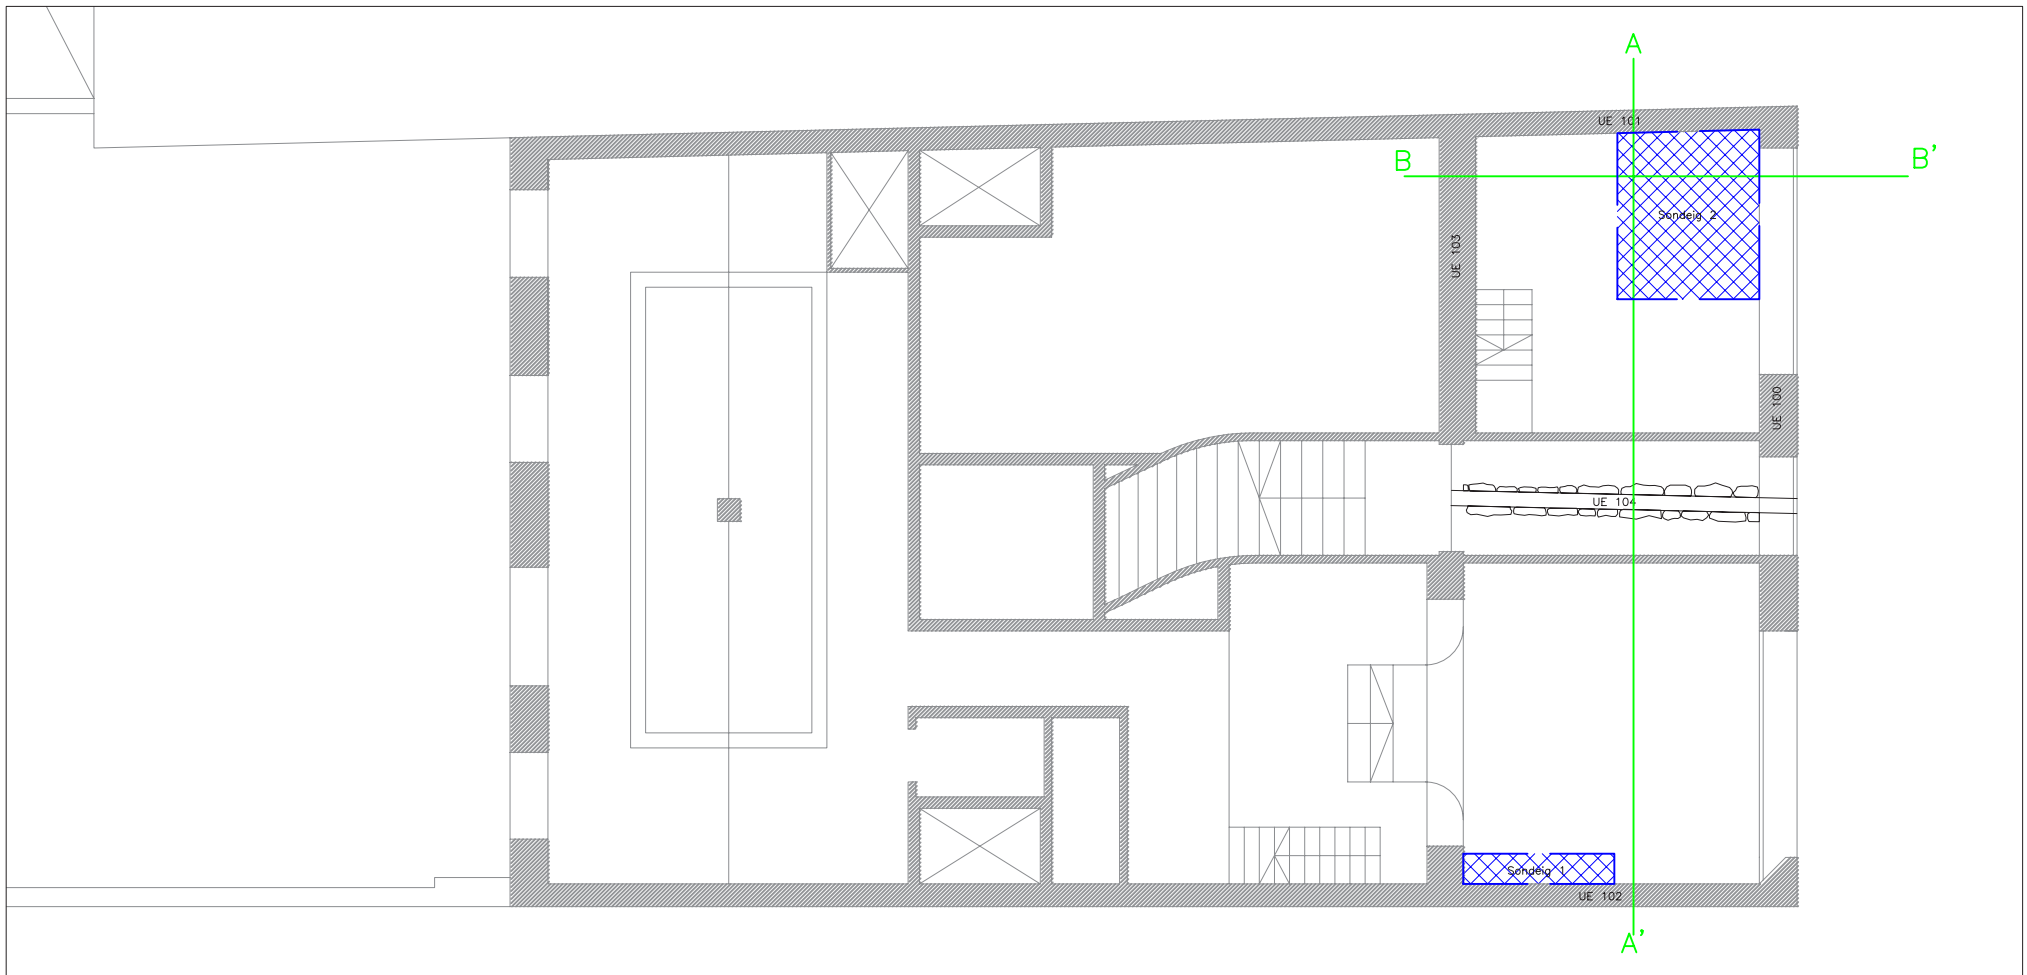 A
UE 101
B
B'
Sondeig 2
UE 103
UE 100
UE 104
Sondeig 1
UE 102
A'